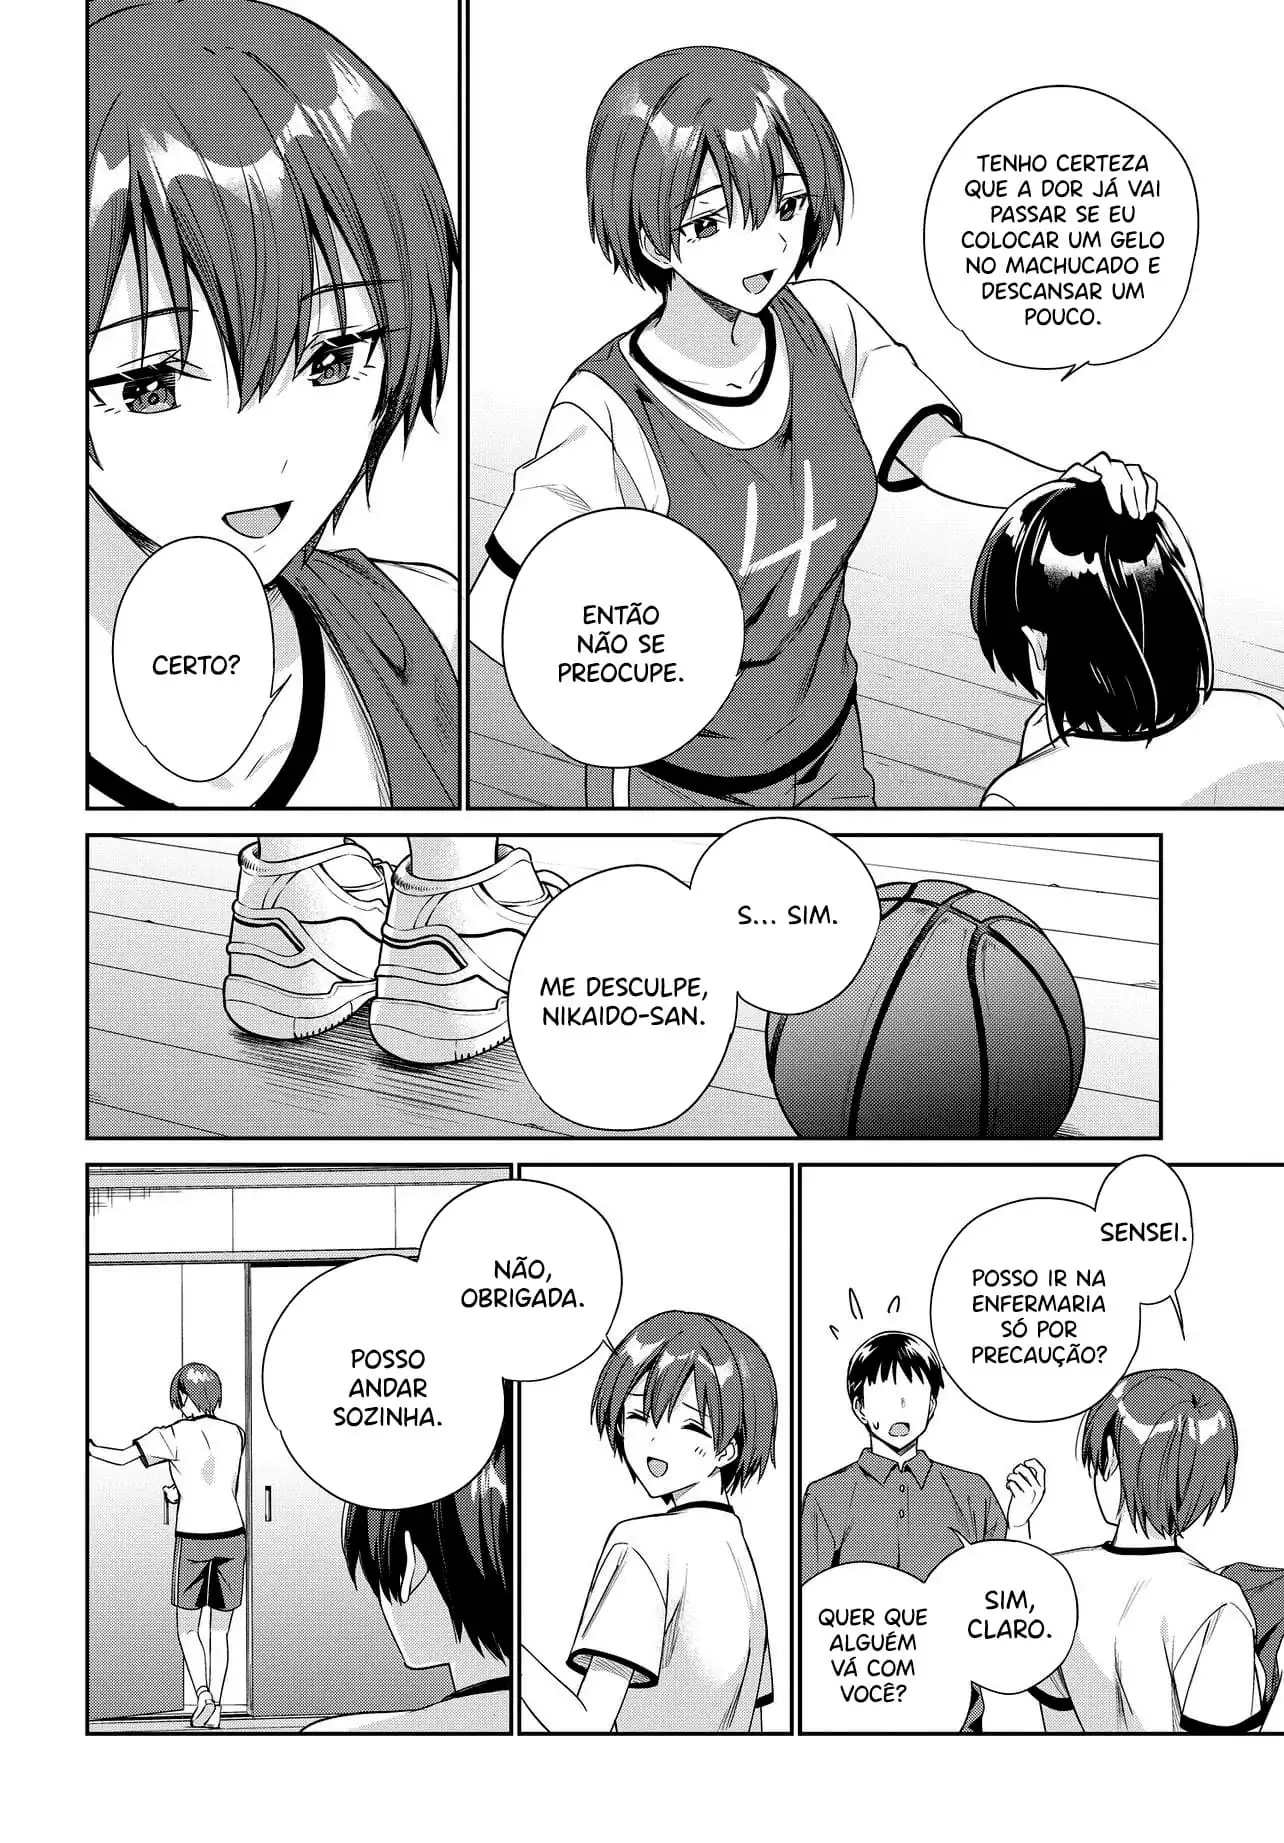 TENHO CERTEZA
QUE A DOR JÁ VAI
PASSAR SE EU
COLOCAR UM GELO
NO MACHUCADO E
DESCANSAR UM
POUCO.
ENTÃO
NÃO SE
PREOCUPE.
CERTO?
S... SIM.
ME DESCULPE,
NIKAIDO-SAN.
SENSEI.
POSSO IR NA
ENFERMARIA
SÓ POR
PRECAUÇÃO?
SIM,
CLARO.
QUER QUE
ALGUÉM
VÁ COM
VOCÊ?
NÃO,
OBRIGADA.
POSSO
ANDAR
SOZINHA.